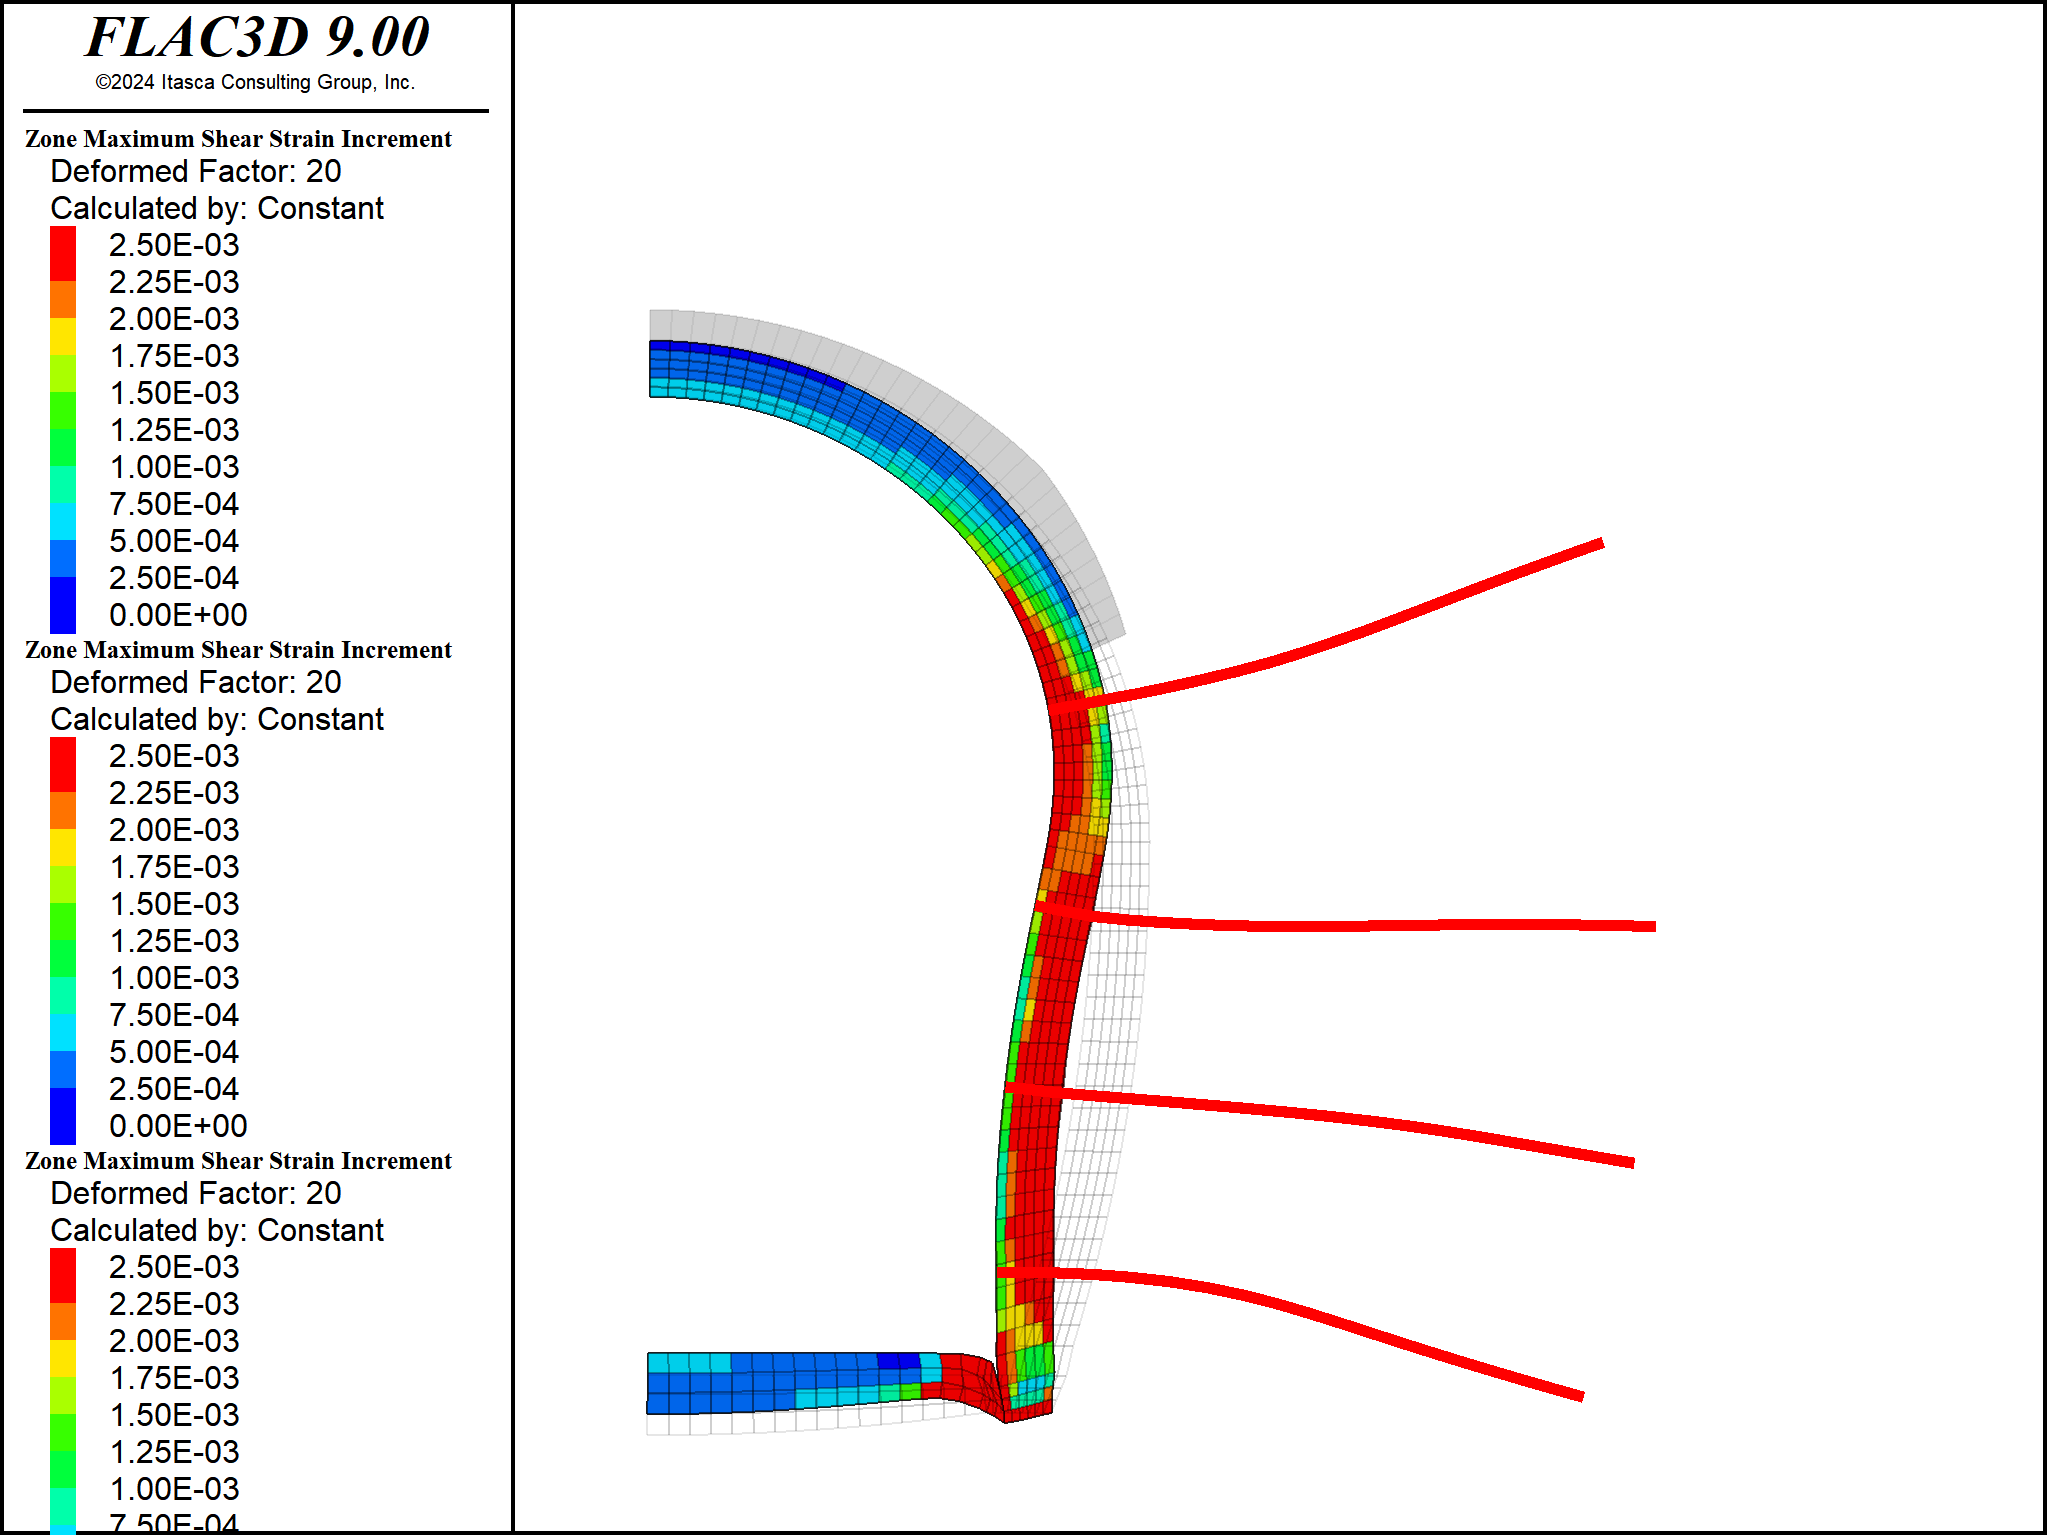 FLAC3D 9.00
©2024 Itasca Consulting Group, Inc.
Zone Maximum Shear Strain Increment
Deformed Factor: 20
Calculated by: Constant
2.50E-03
2.25E-03
2.00E-03
1.75E-03
1.50E-03
1.25E-03
1.00E-03
7.50E-04
5.00E-04
2.50E-04
0.00E+00
Zone Maximum Shear Strain Increment
Deformed Factor: 20
Calculated by: Constant
2.50E-03
2.25E-03
2.00E-03
1.75E-03
1.50E-03
1.25E-03
1.00E-03
7.50E-04
5.00E-04
2.50E-04
0.00E+00
Zone Maximum Shear Strain Increment
Deformed Factor: 20
Calculated by: Constant
2.50E-03
2.25E-03
2.00E-03
1.75E-03
1.50E-03
1.25E-03
1.00E-03
7.50E-04